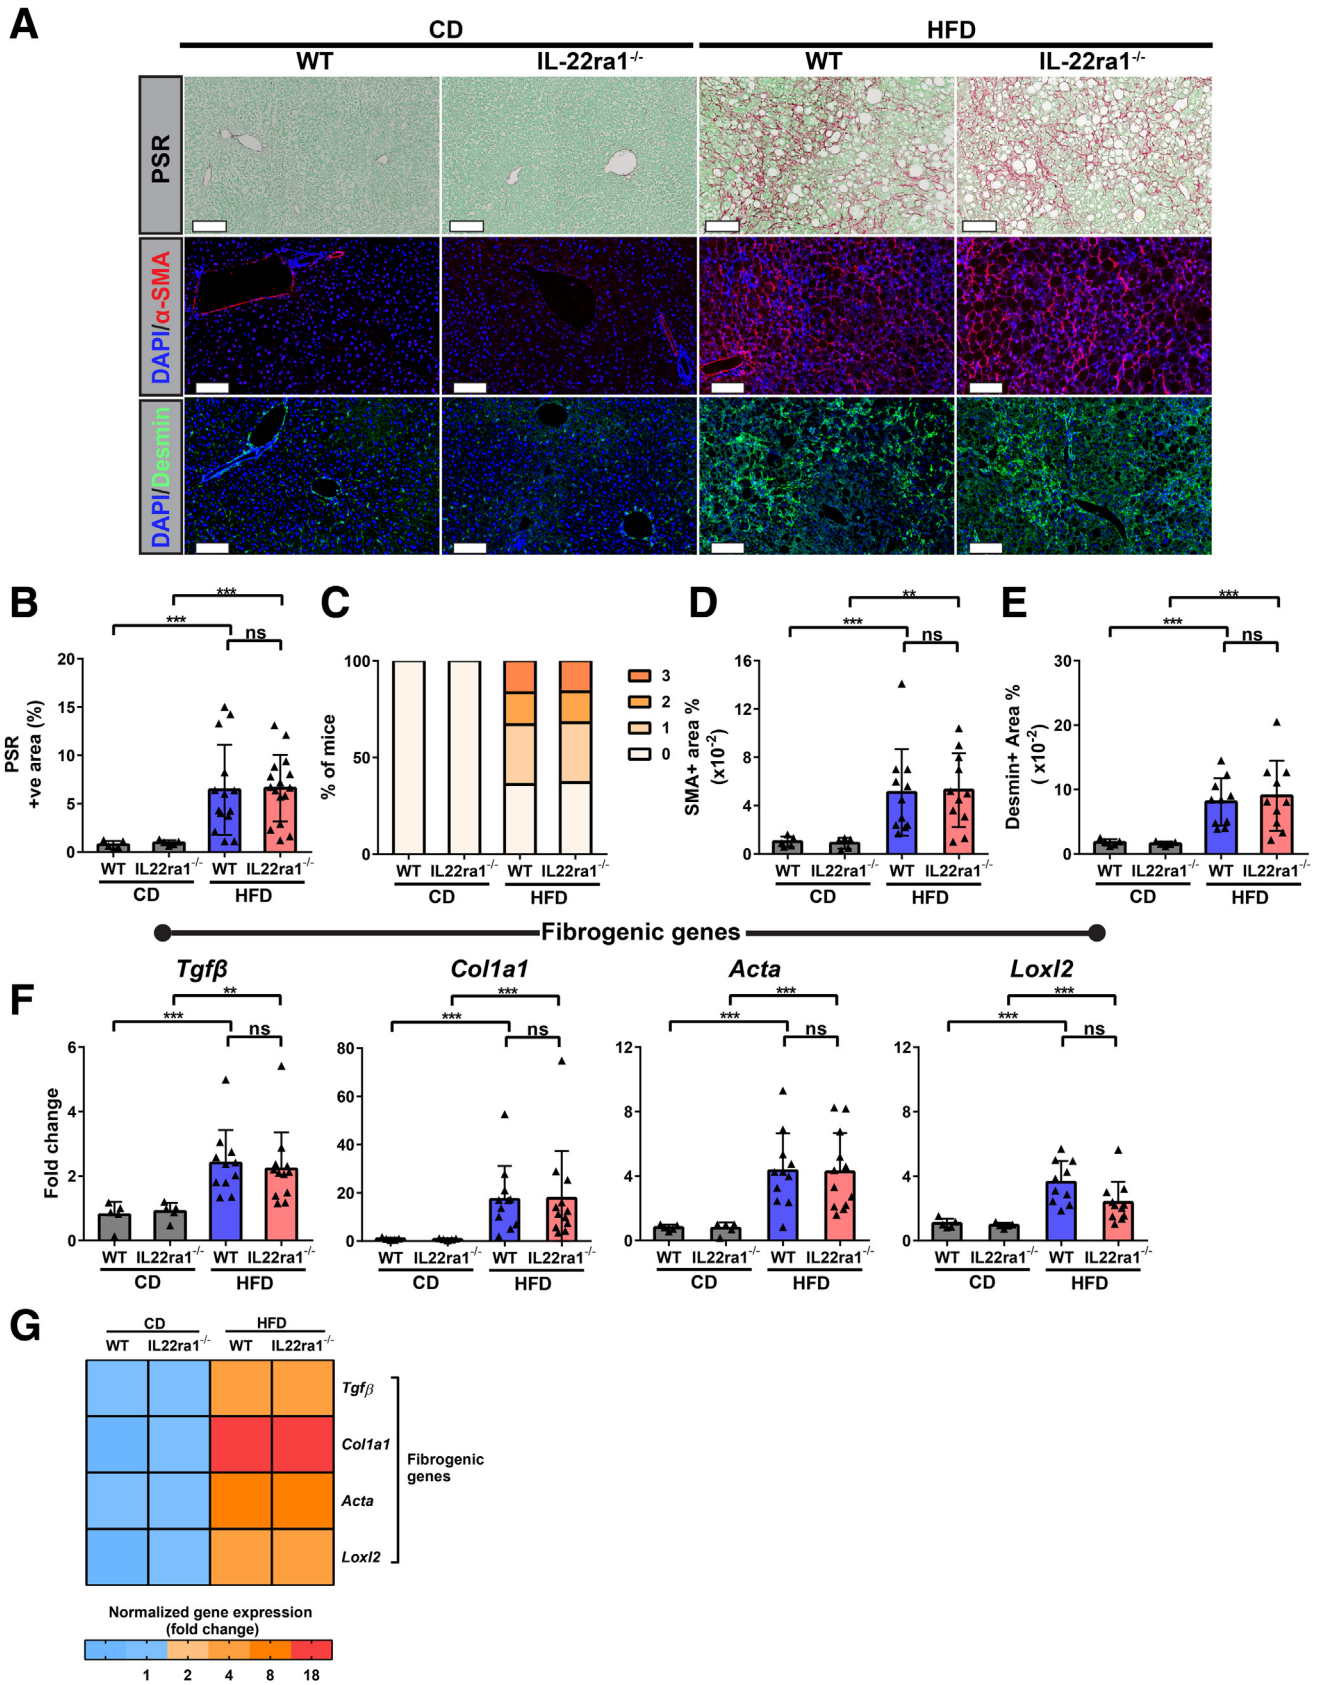 A
CD HFD
WT IL-22ra1-/- WT IL-22ra1-/-
PSR
DAPI/α-SMA
DAPI/Desmin
B
*** 
***
ns
PSR
+ve area (%)
20
15
10
5
0
WT IL22ra1-/- WT IL22ra1-/-
CD HFD
C
% of mice
100
50
0
3
2
1
0
WT IL22ra1-/- WT IL22ra1-/-
CD HFD
D
**
***
ns
SMA+ area %
(x10-2)
16
12
8
4
0
WT IL22ra1-/- WT IL22ra1-/-
CD HFD
E
***
***
ns
Desmin+ Area %
( x10-2)
30
20
10
0
WT IL22ra1-/- WT IL22ra1-/-
CD HFD
Fibrogenic genes
F
Tgfβ
**
***
ns
Fold change
6
4
2
0
WT IL22ra1-/- WT IL22ra1-/-
CD HFD
Col1a1
***
***
ns
80
60
40
20
0
WT IL22ra1-/- WT IL22ra1-/-
CD HFD
Acta
***
***
ns
12
8
4
0
WT IL22ra1-/- WT IL22ra1-/-
CD HFD
Loxl2
***
***
ns
12
8
4
0
WT IL22ra1-/- WT IL22ra1-/-
CD HFD
G
CD HFD
WT IL22ra1-/- WT IL22ra1-/-
Tgfβ
Col1a1
Acta
Loxl2
Fibrogenic
genes
Normalized gene expression
(fold change)
1 2 4 8 18